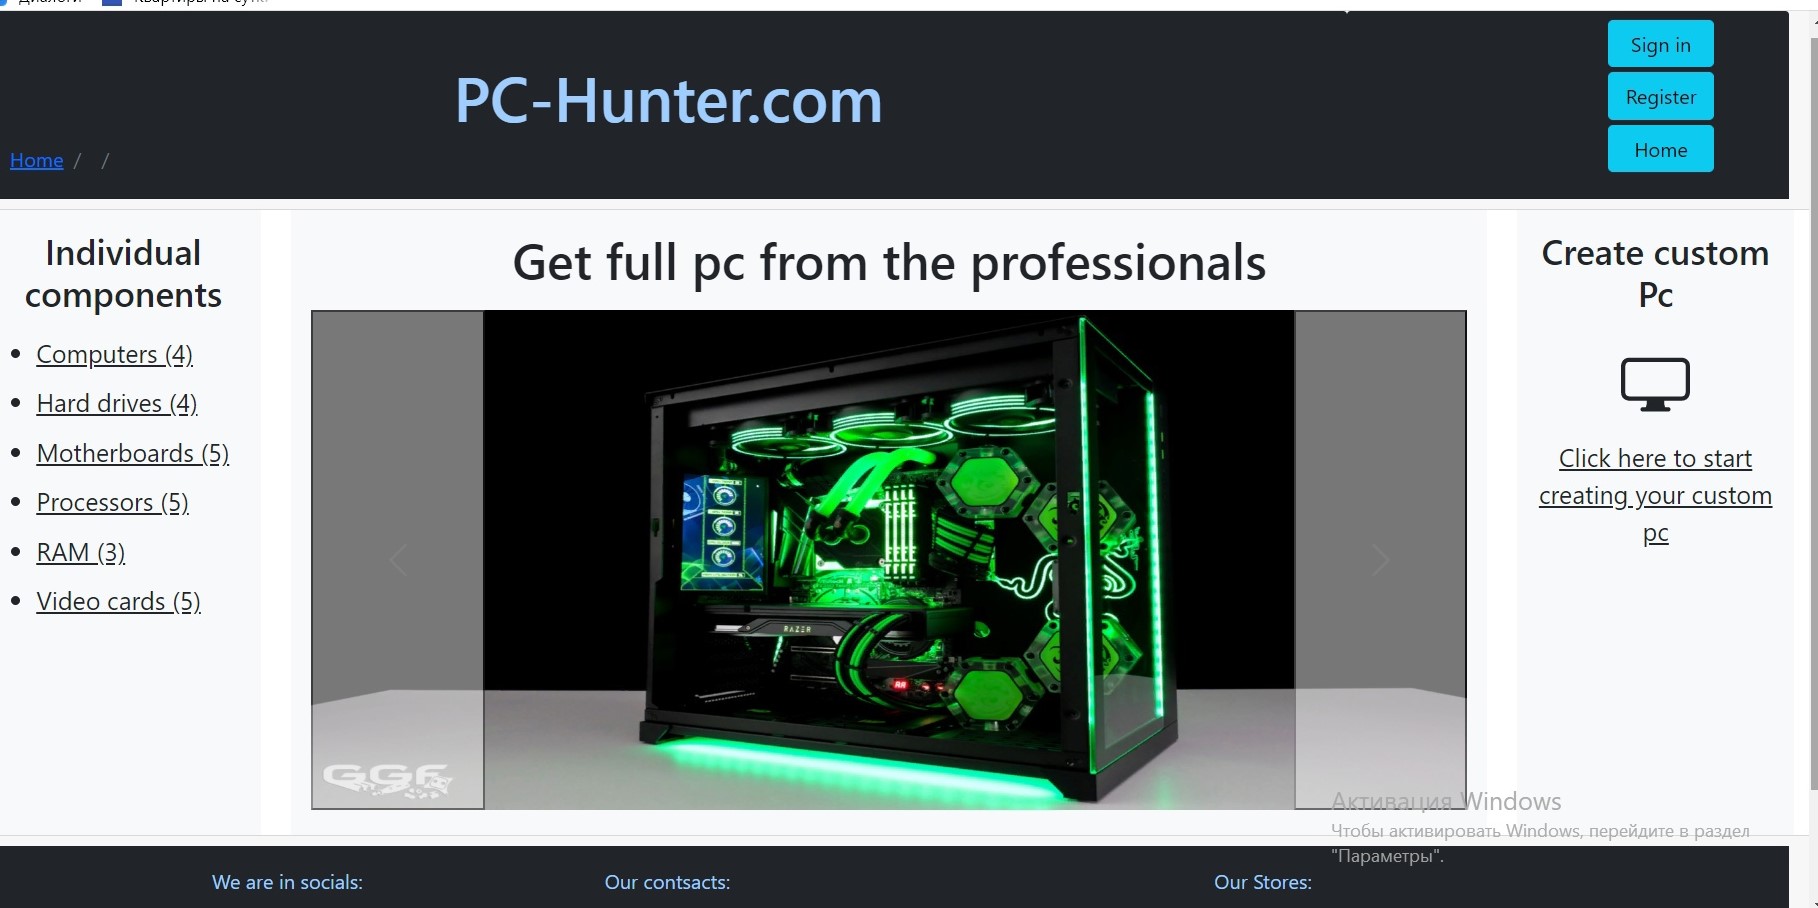 Sign in
PC-Hunter.com
Register
Home
Home / /
Individual
components
Get full pc from the professionals
Create custom
Pc
Computers (4)
Hard drives (4)
Motherboards (5)
Processors (5)
RAM (3)
Video cards (5)
Click here to start
creating your custom
pc
RAZER
GGF
Активация Windows
Чтобы активировать Windows, перейдите в раздел
"Параметры".
We are in socials:
Our contsacts:
Our Stores: